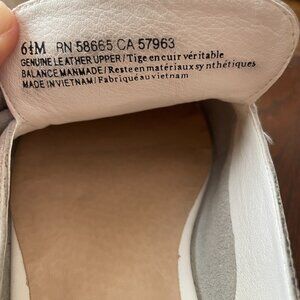 6½M RN 58665 CA 57963
GENUINE LEATHER UPPER / Tige en cuir véritable
BALANCE MANMADE / Reste en matériaux synthétiques
MADE IN VIETNAM / Fabriqué au vietnam